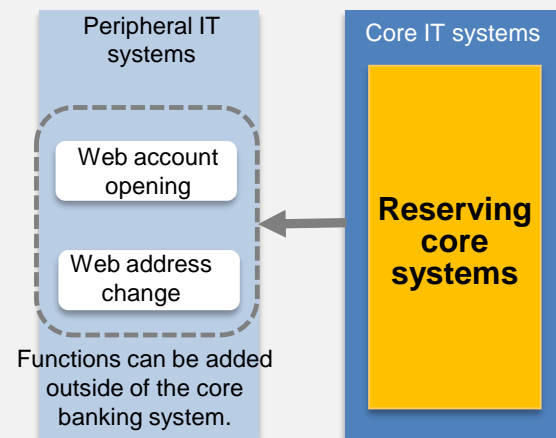 Peripheral IT
systems
Web account
opening
Web address
change
Functions can be added
outside of the core
banking system.
Core IT systems
Reserving
core
systems